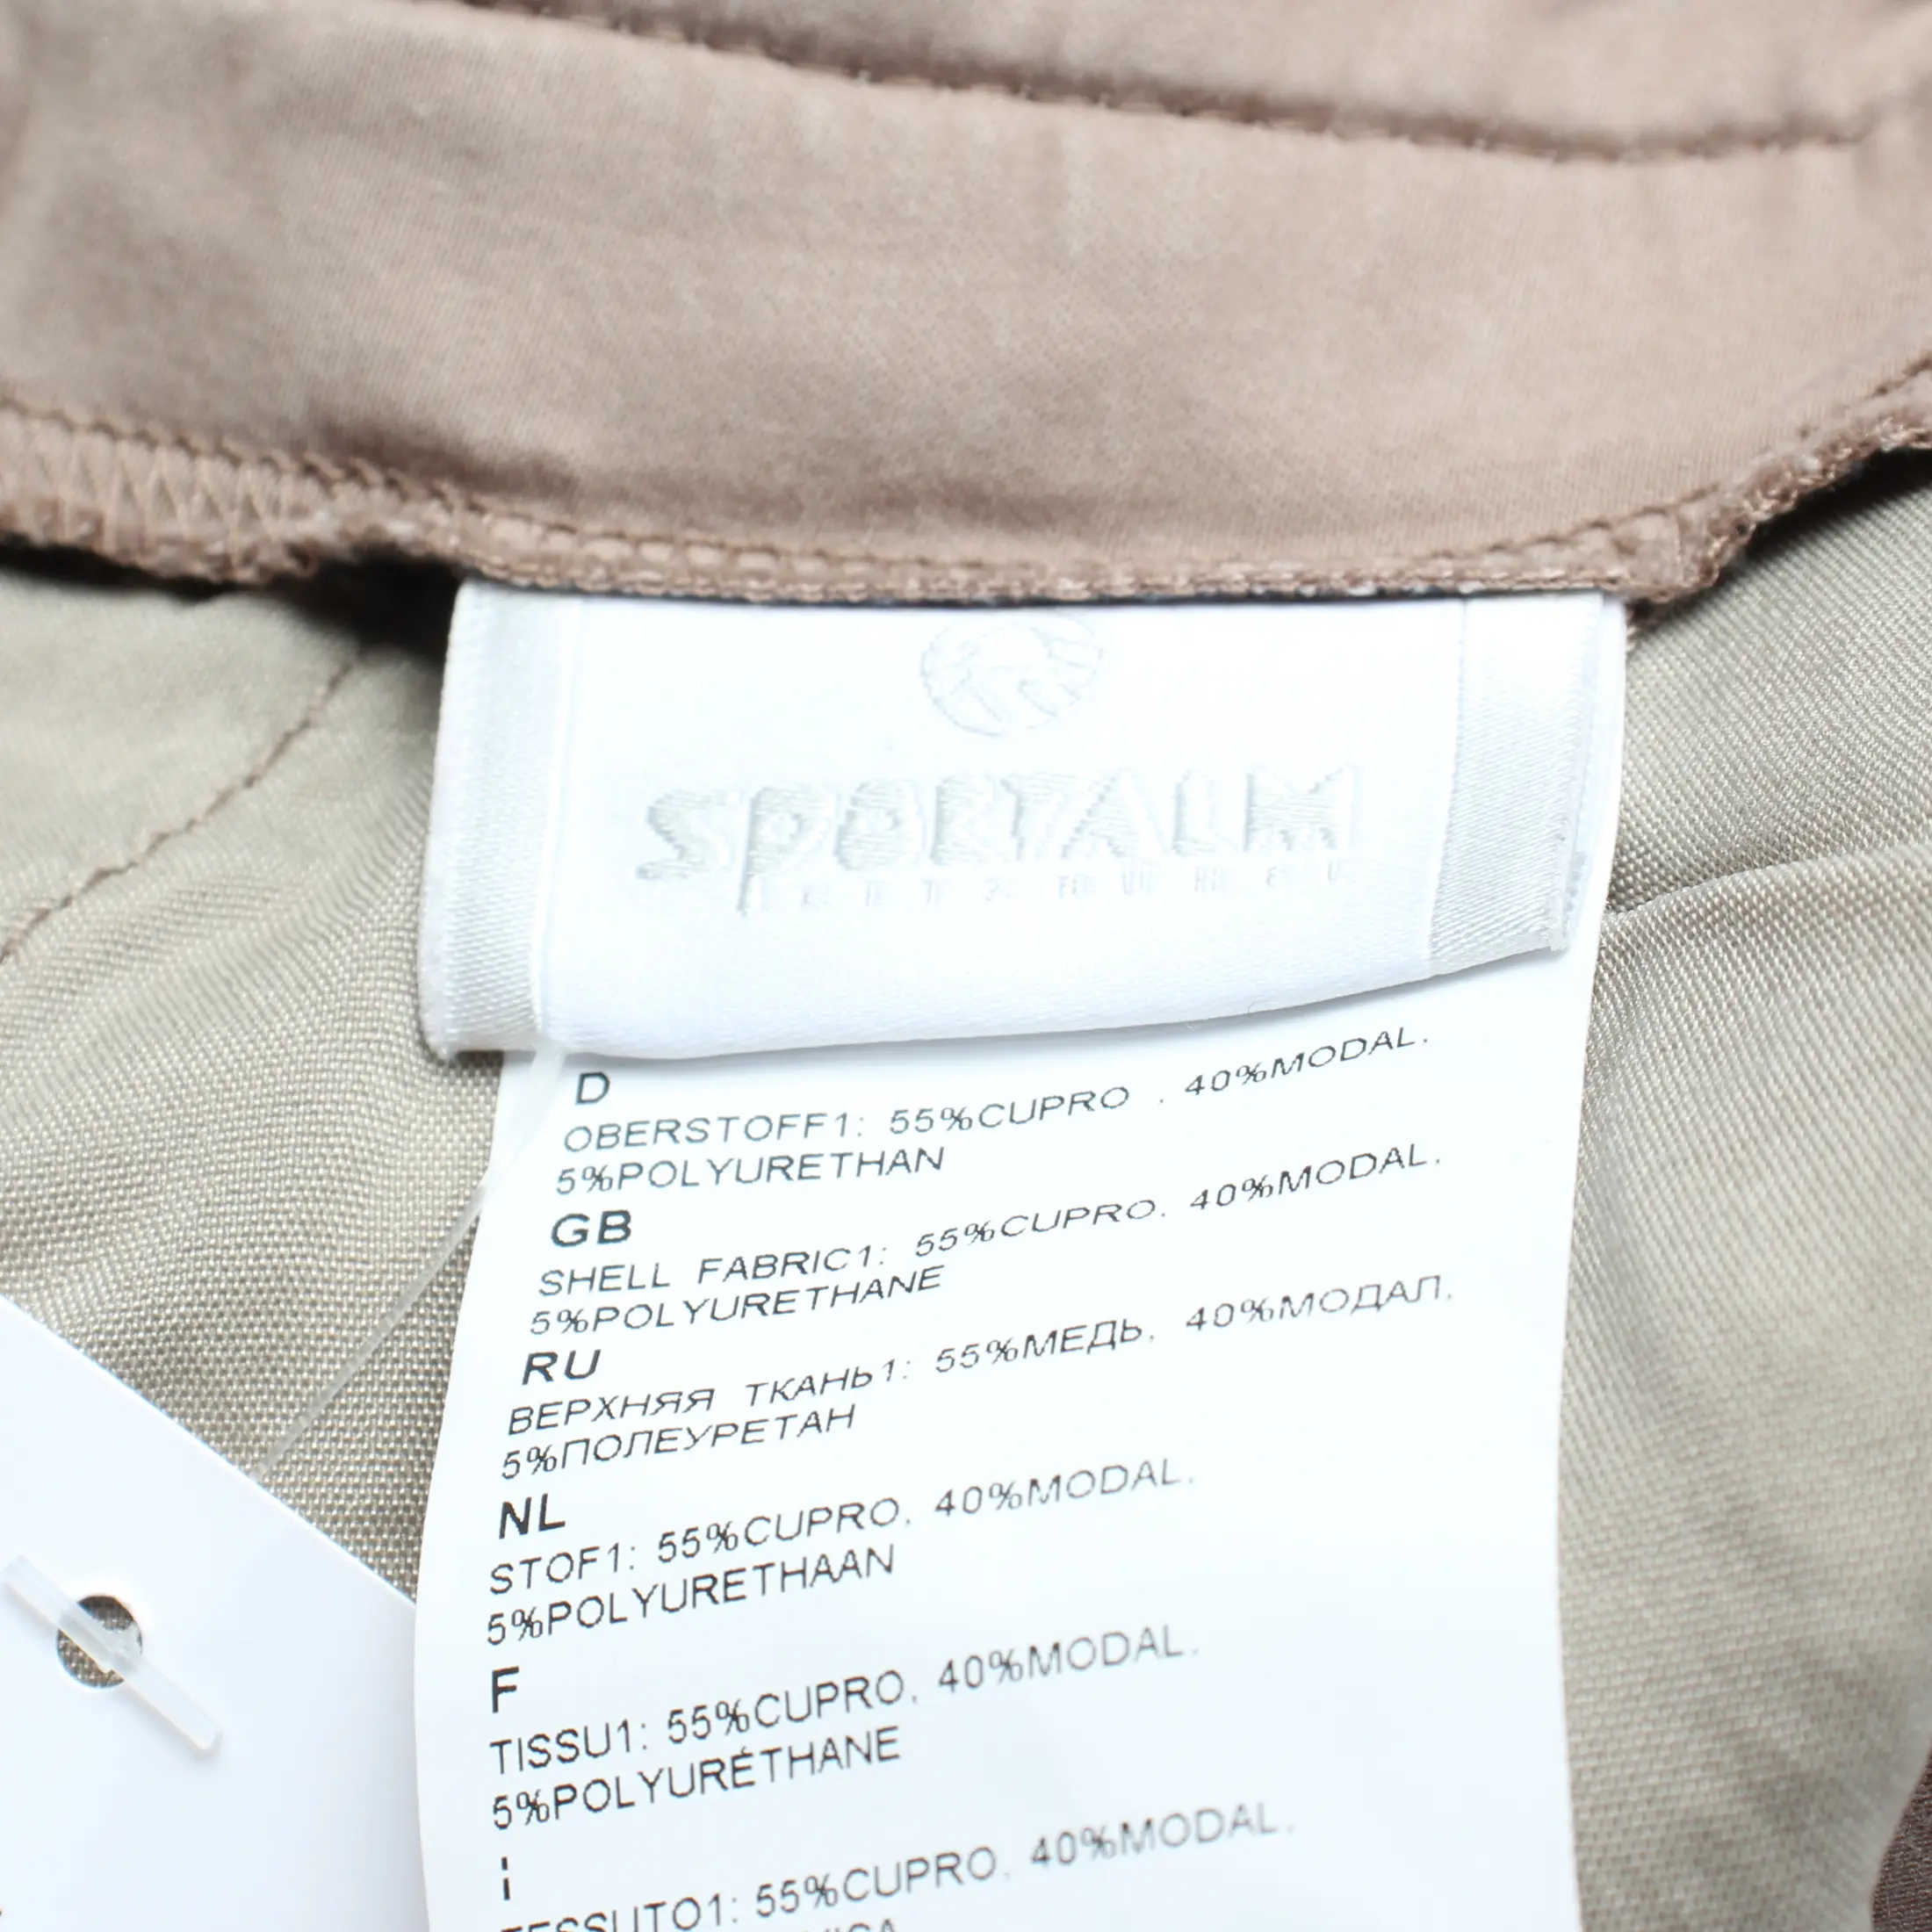 SPORTALM
D
OBERSTOFF1: 55%CUPRO , 40%MODAL,
5%POLYURETHAN
GB
SHELL FABRIC1: 55%CUPRO, 40%MODAL,
5%POLYURETHANE
RU
ВЕРХНЯЯ ТКАНЬ1: 55%МЕДЬ, 40%МОДАЛ,
5%ПОЛЕУРЕТАН
NL
STOF1: 55%CUPRO, 40%MODAL,
5%POLYURETHAAN
F
TISSU1: 55%CUPRO, 40%MODAL,
5%POLYURÉTHANE
I
TESSUTO1: 55%CUPRO, 40%MODAL,